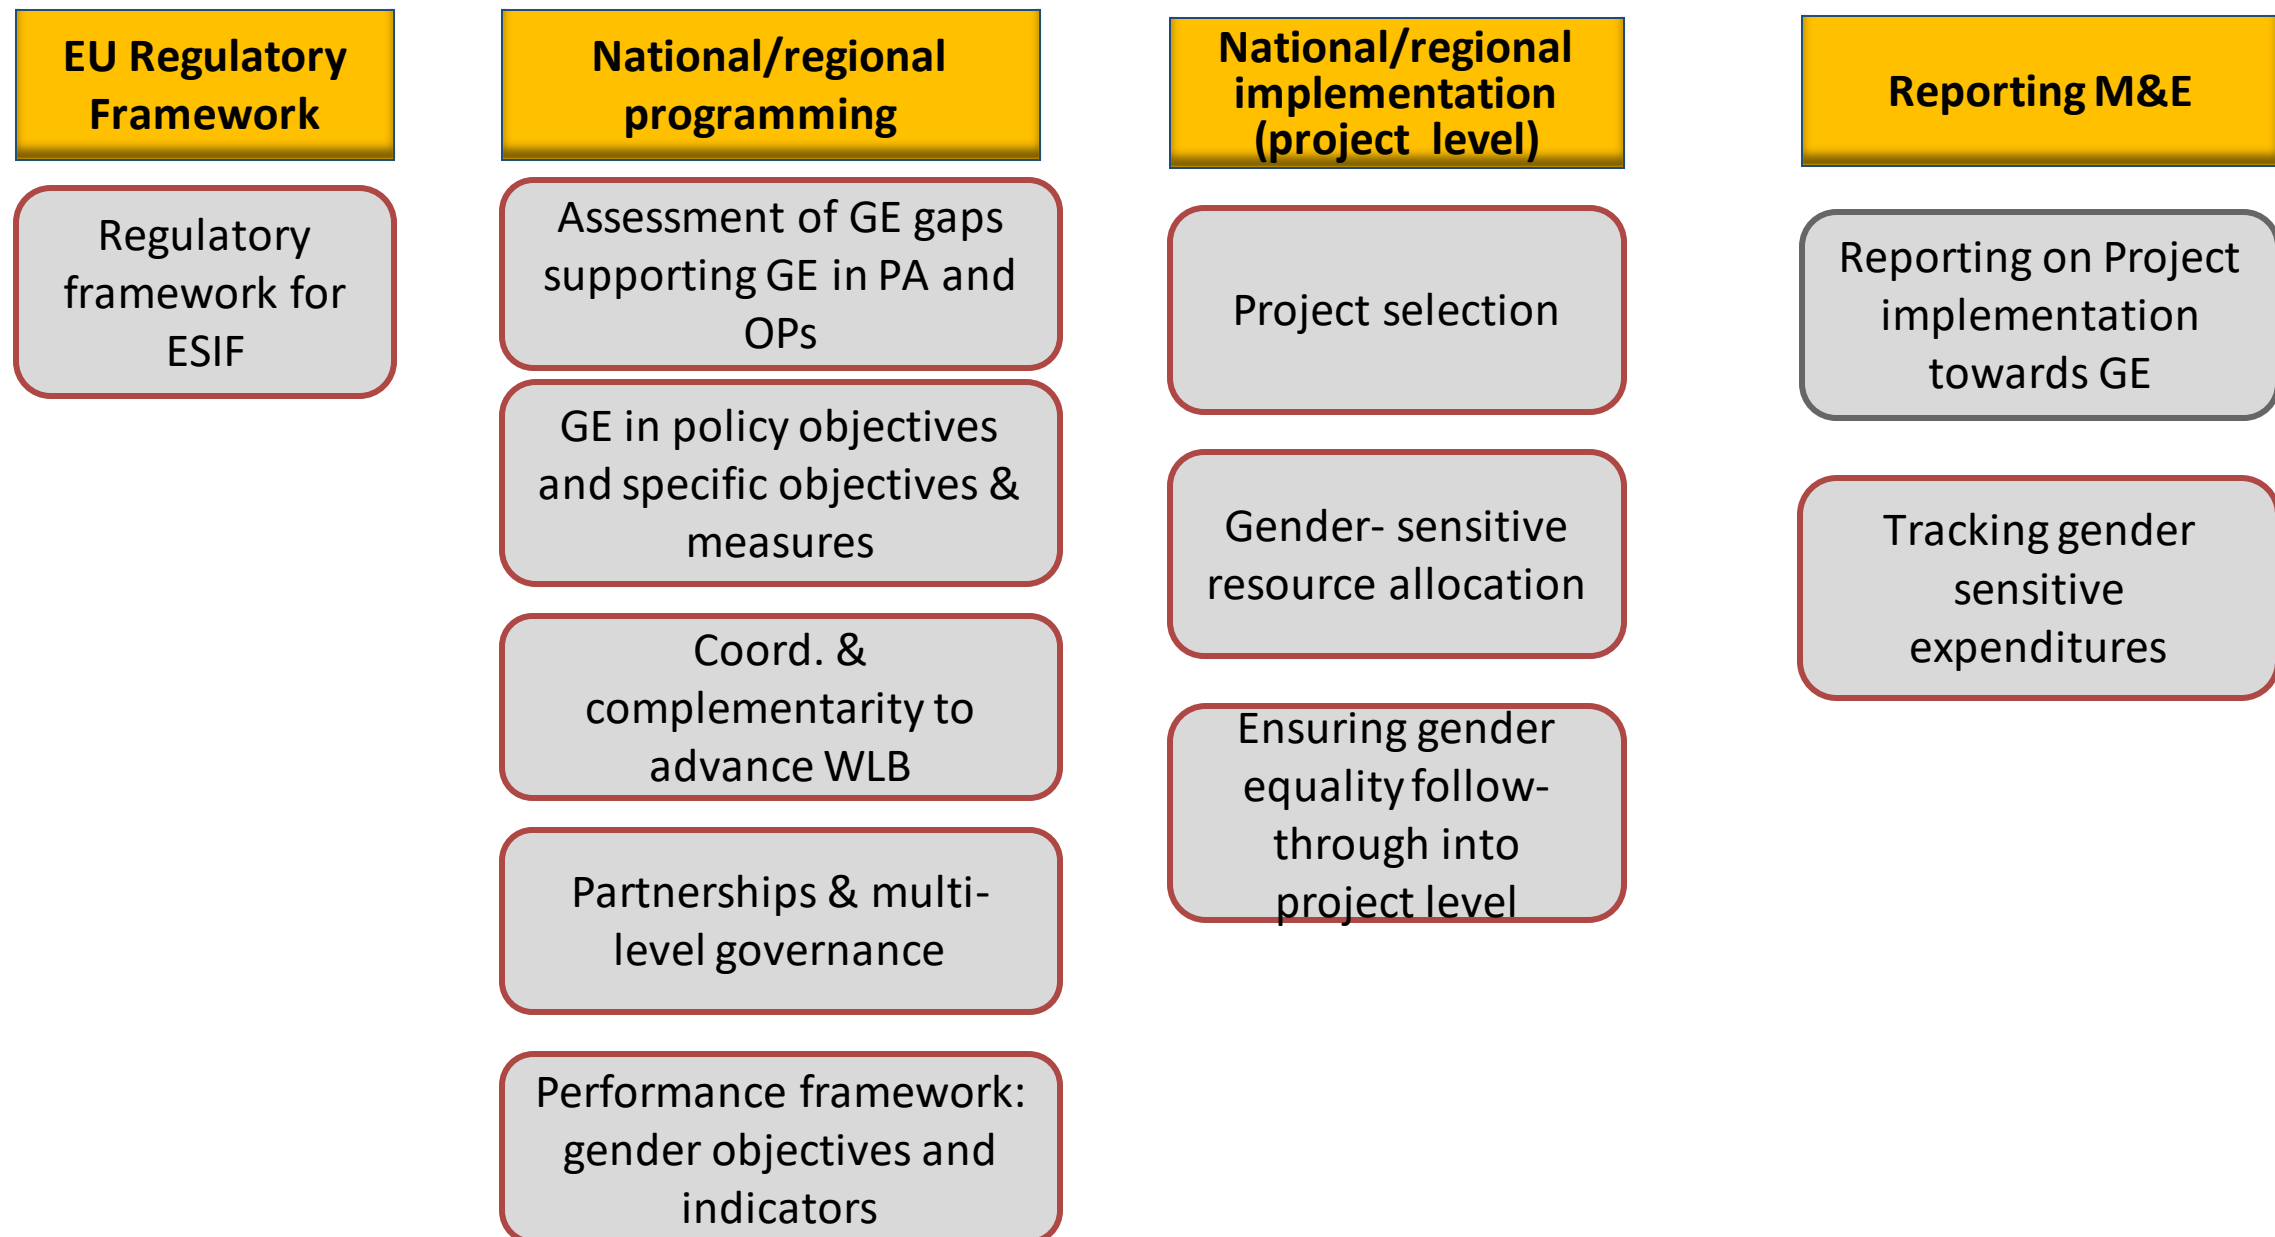 EU Regulatory
Framework
Regulatory
framework for
ESIF
National/regional
programming
Assessment of GE gaps
supporting GE in PA and
OPs
GE in policy objectives
and specific objectives &
measures
Coord. &
complementarity to
advance WLB
Partnerships & multi-
level governance
Performance framework:
gender objectives and
indicators
National/regional
implementation
(project level)
Project selection
Gender- sensitive
resource allocation
Ensuring gender
equality follow-
through into
project level
Reporting M&E
Reporting on Project
implementation
towards GE
Tracking gender
sensitive
expenditures